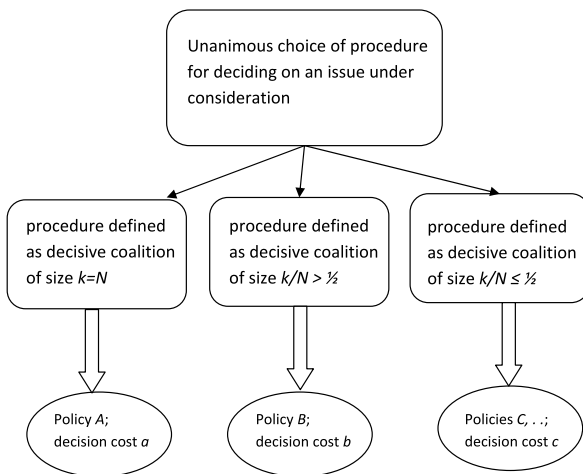 Unanimous choice of procedure
for deciding on an issue under
consideration
procedure defined
as decisive coalition
of size k=N
procedure defined
as decisive coalition
of size k/N > ½
procedure defined
as decisive coalition
of size k/N ≤ ½
Policy A;
decision cost a
Policy B;
decision cost b
Policies C, . .;
decision cost c